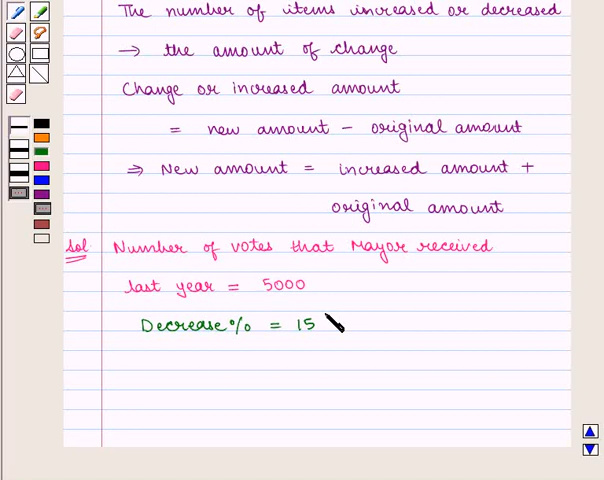 The number of items increased or decreased
→ the amount of change
Change or increased amount
= new amount - original amount
⇒ New amount = increased amount +
original amount
Sol Number of votes that Mayor received
last year = 5000
Decrease% = 15